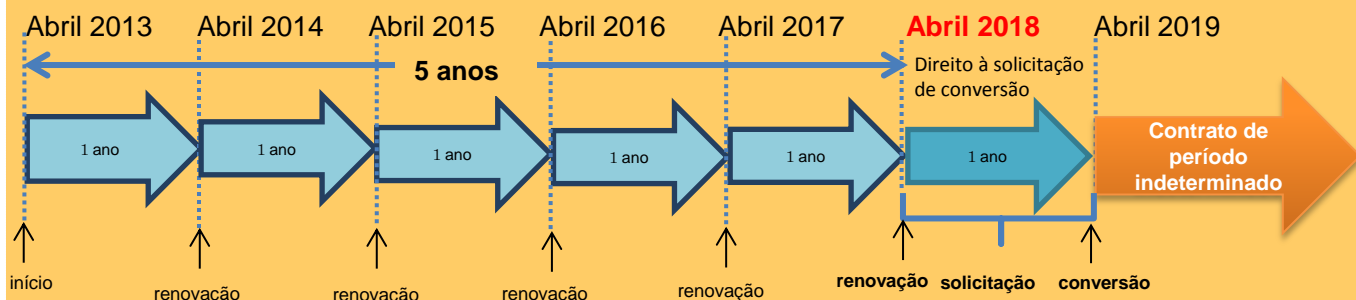 Abril 2013
Abril 2014
Abril 2015
Abril 2016
Abril 2017
Abril 2018
Abril 2019
5 anos
Direito à solicitação
de conversão
1 ano
1 ano
1 ano
1 ano
1 ano
1 ano
Contrato de
período
indeterminado
início
renovação
renovação
renovação
renovação
renovação
solicitação
conversão